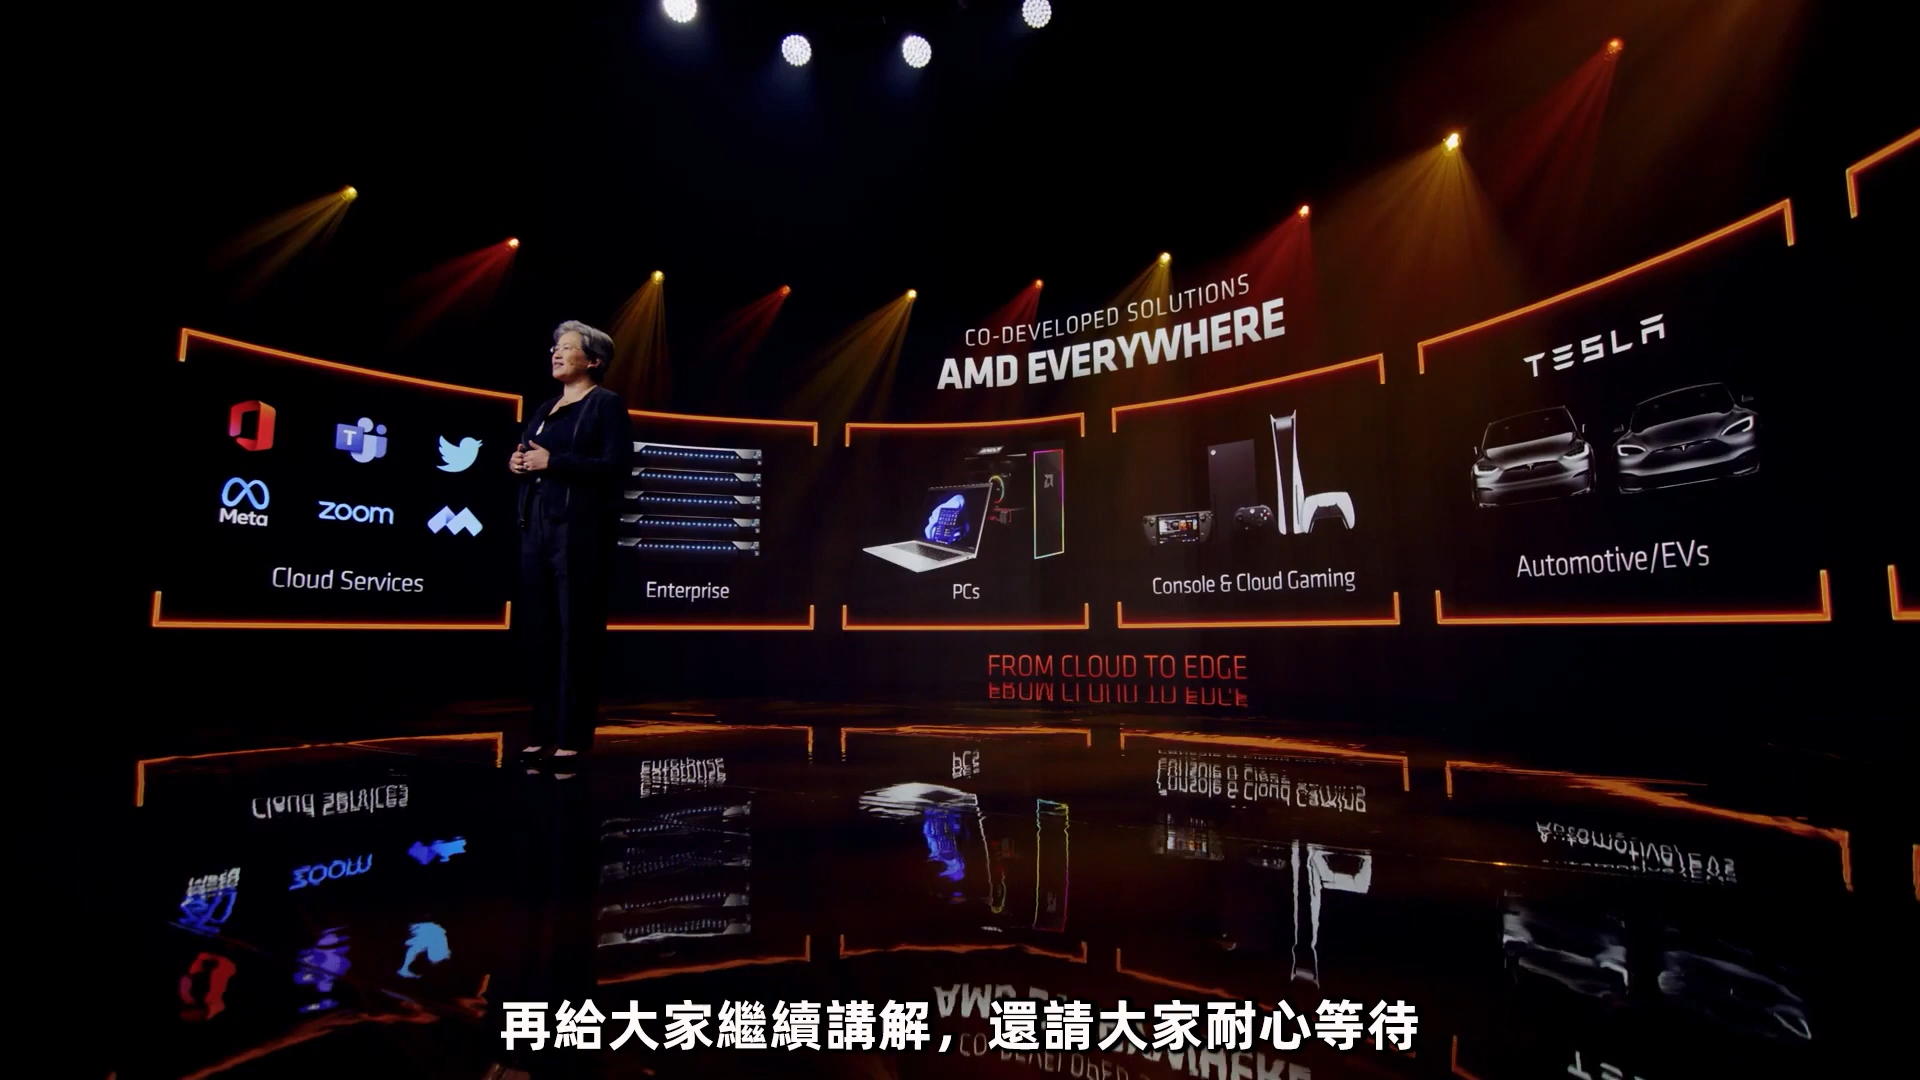 CO-DEVELOPED SOLUTIONS
AMD EVERYWHERE
TESLA
Meta
zoom
Cloud Services
Enterprise
PCs
Console & Cloud Gaming
Automotive/EVs
FROM CLOUD TO EDGE
再給大家繼續講解，還請大家耐心等待